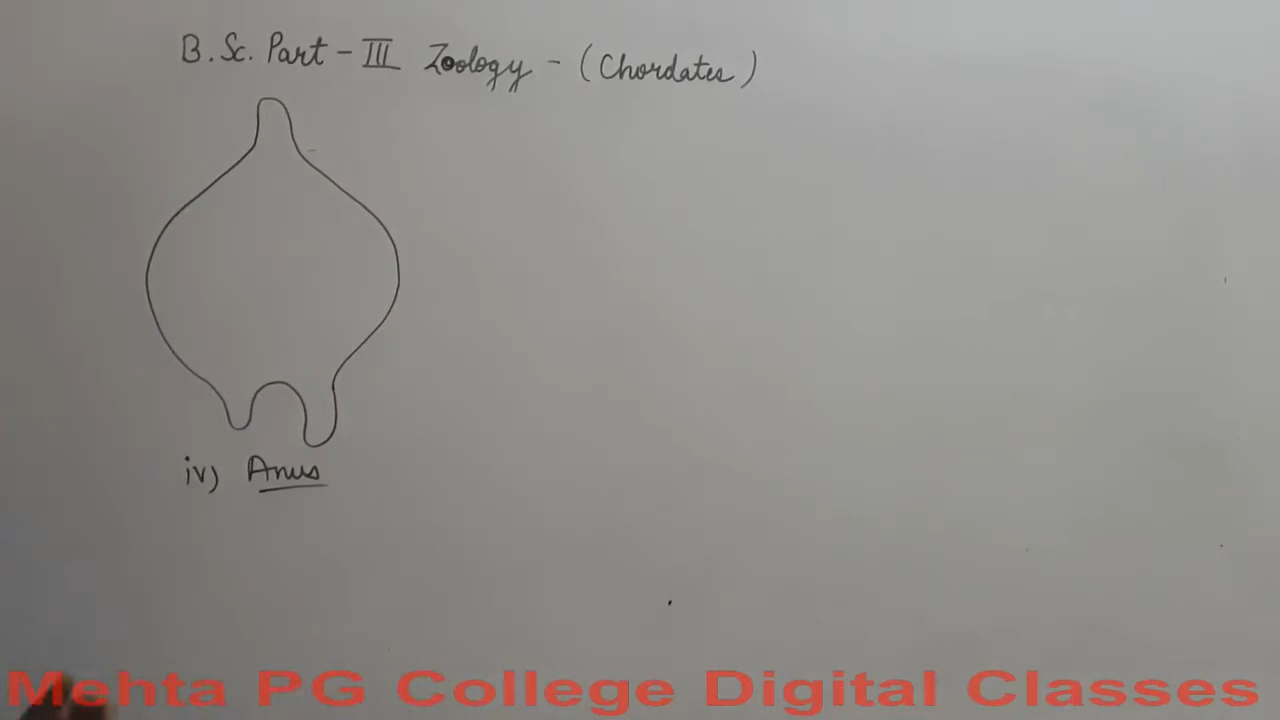 B.Sc. Part - III Zoology - (Chordates)
iv) Anus
Mehta PG College Digital Classes